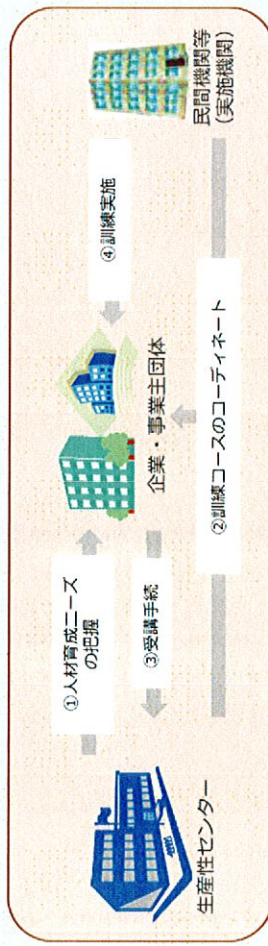 ①人材育成ニーズ
の把握
④訓練実施
民間機関等
(実施機関)
企業・事業主団体
③受講手続
②訓練コースのコーディネート
生産性センター